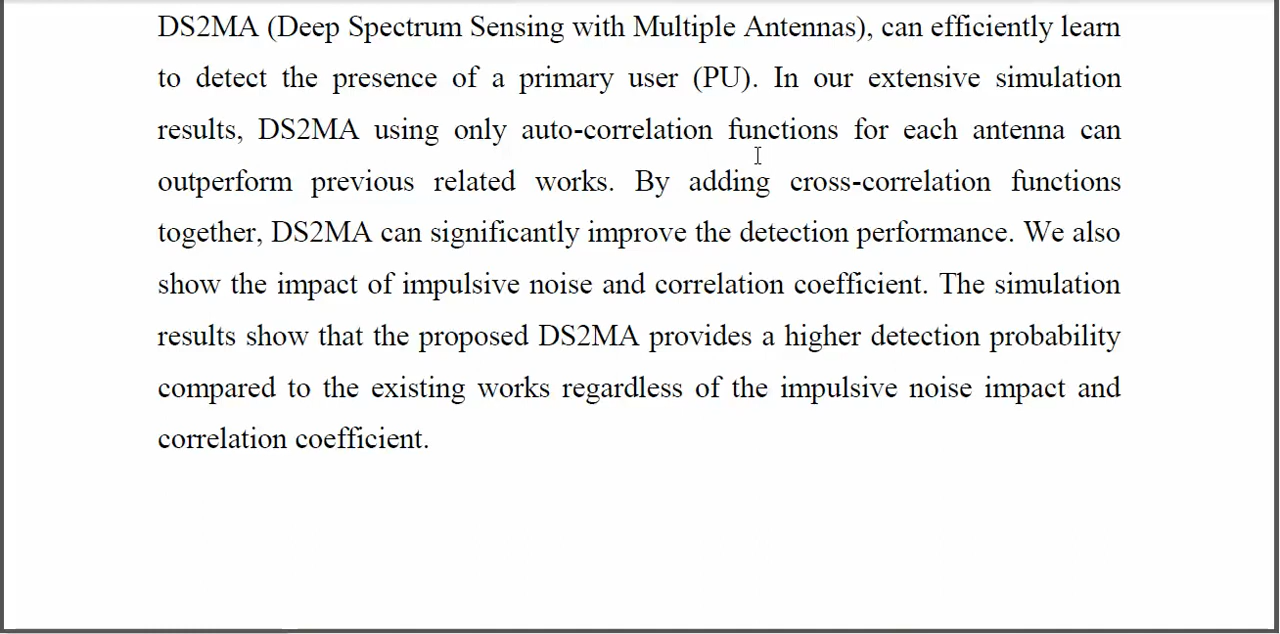 DS2MA (Deep Spectrum Sensing with Multiple Antennas), can efficiently learn
to detect the presence of a primary user (PU). In our extensive simulation
results, DS2MA using only auto-correlation functions for each antenna can
outperform previous related works. By adding cross-correlation functions
together, DS2MA can significantly improve the detection performance. We also
show the impact of impulsive noise and correlation coefficient. The simulation
results show that the proposed DS2MA provides a higher detection probability
compared to the existing works regardless of the impulsive noise impact and
correlation coefficient.